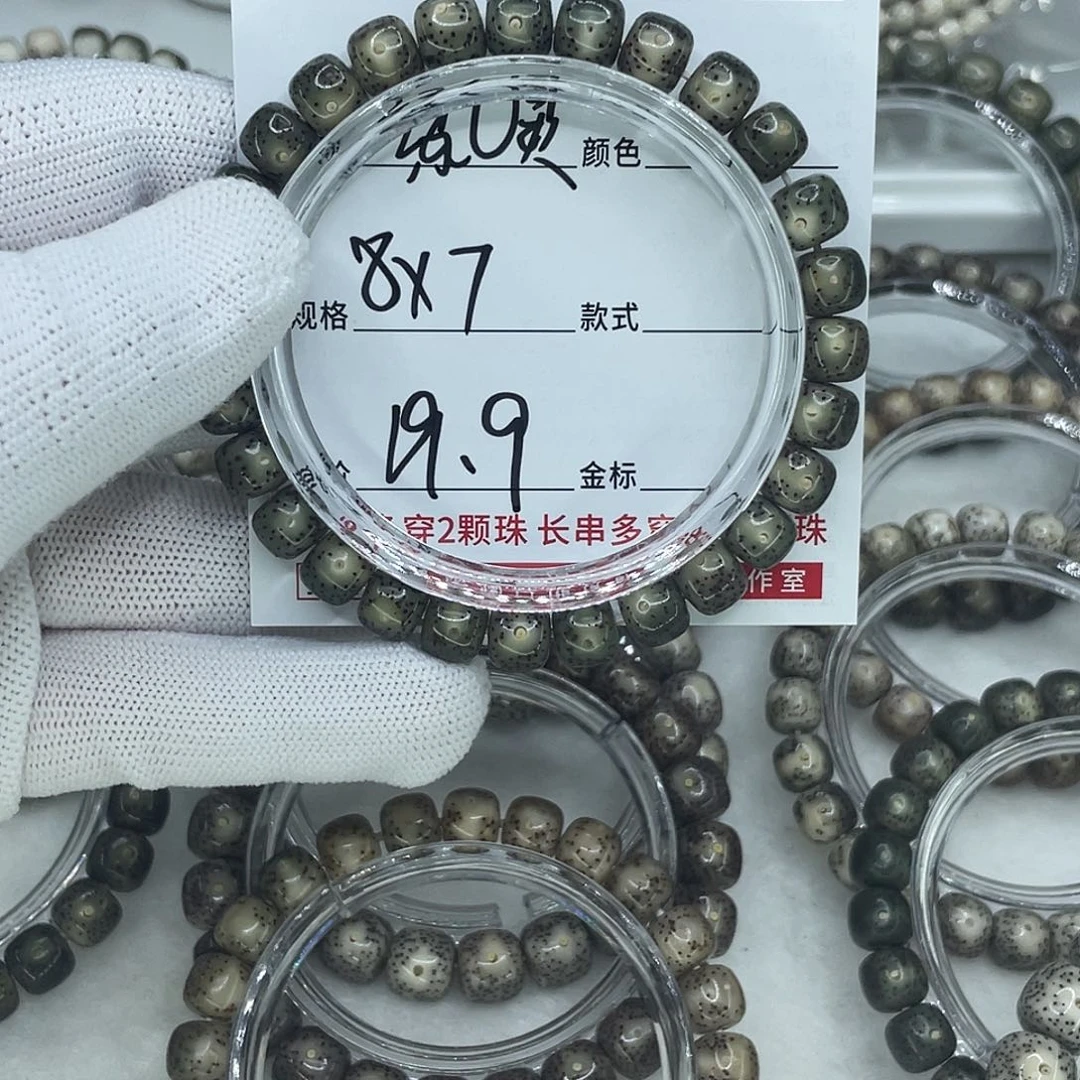 颜色
规格 8x7 款式
19.9 金标
穿2颗珠 长串多 珠
作室